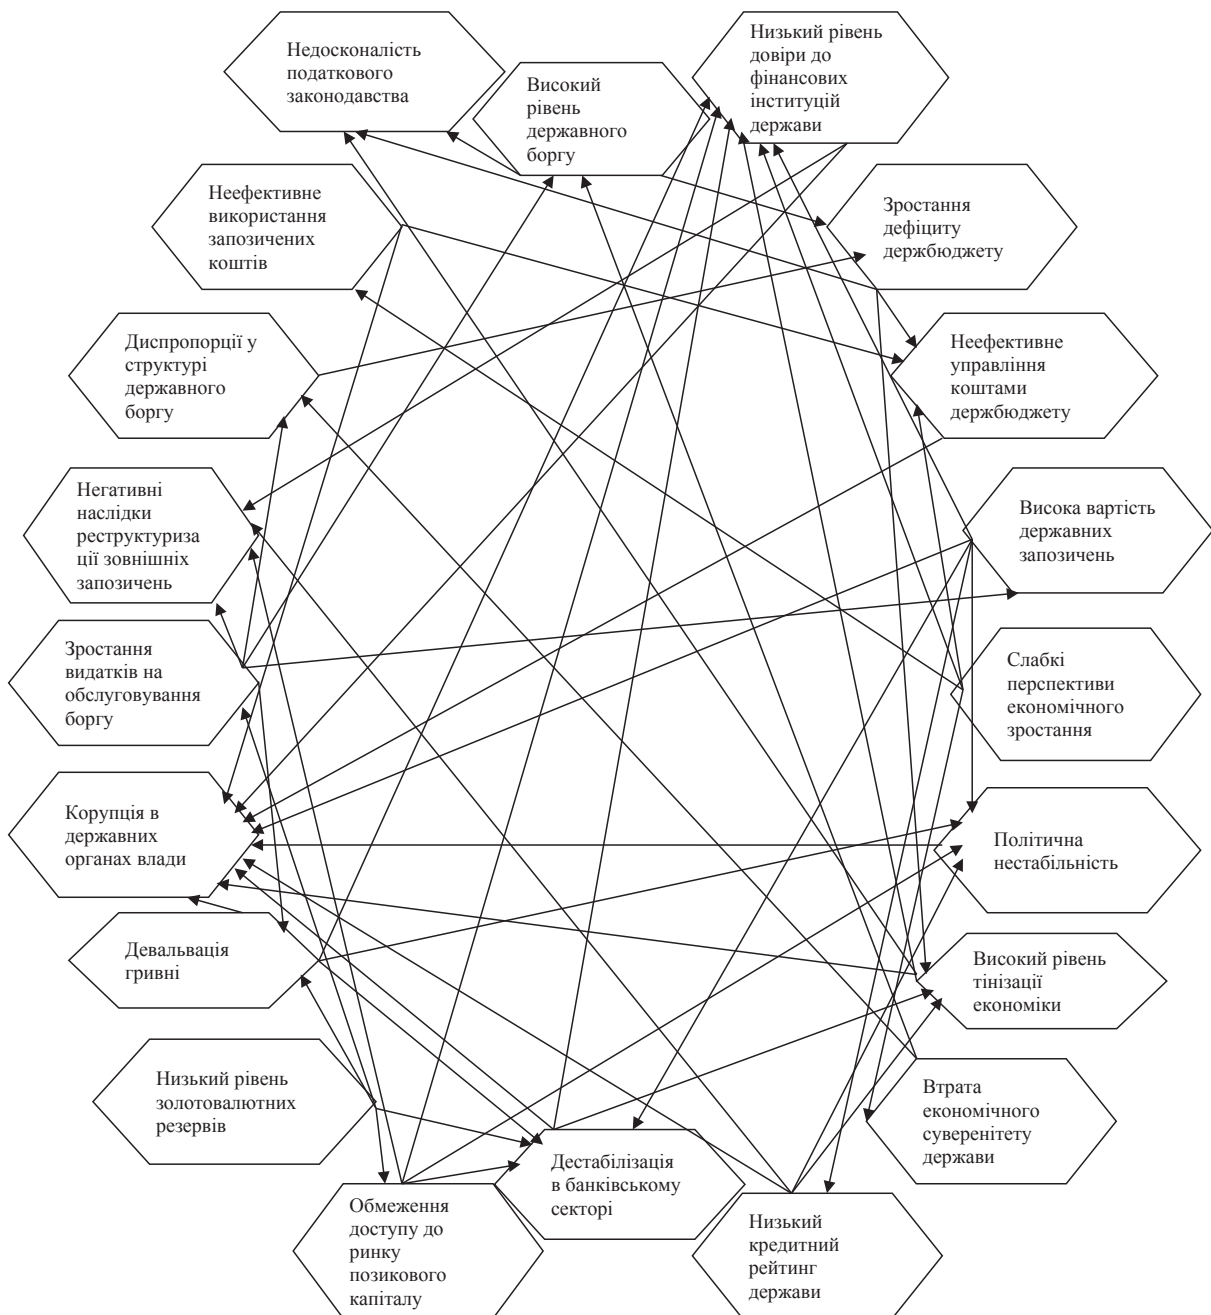 Недосконалість
податкового
законодавства
Високий
рівень
державного
боргу
Низький рівень
довіри до
фінансових
інституцій
держави
Неефективне
використання
запозичених
коштів
Зростання
дефіциту
держбюджету
Диспропорції у
структурі
державного
боргу
Неефективне
управління
коштами
держбюджету
Негативні
наслідки
реструктуриза
ції зовнішніх
запозичень
Висока вартість
державних
запозичень
Зростання
видатків на
обслуговування
боргу
Слабкі
перспективи
економічного
зростання
Корупція в
державних
органах влади
Політична
нестабільність
Девальвація
гривні
Високий рівень
тінізації
економіки
Низький рівень
золотовалютних
резервів
Втрата
економічного
суверенітету
держави
Обмеження
доступу до
ринку
позикового
капіталу
Дестабілізація
в банківському
секторі
Низький
кредитний
рейтинг
держави